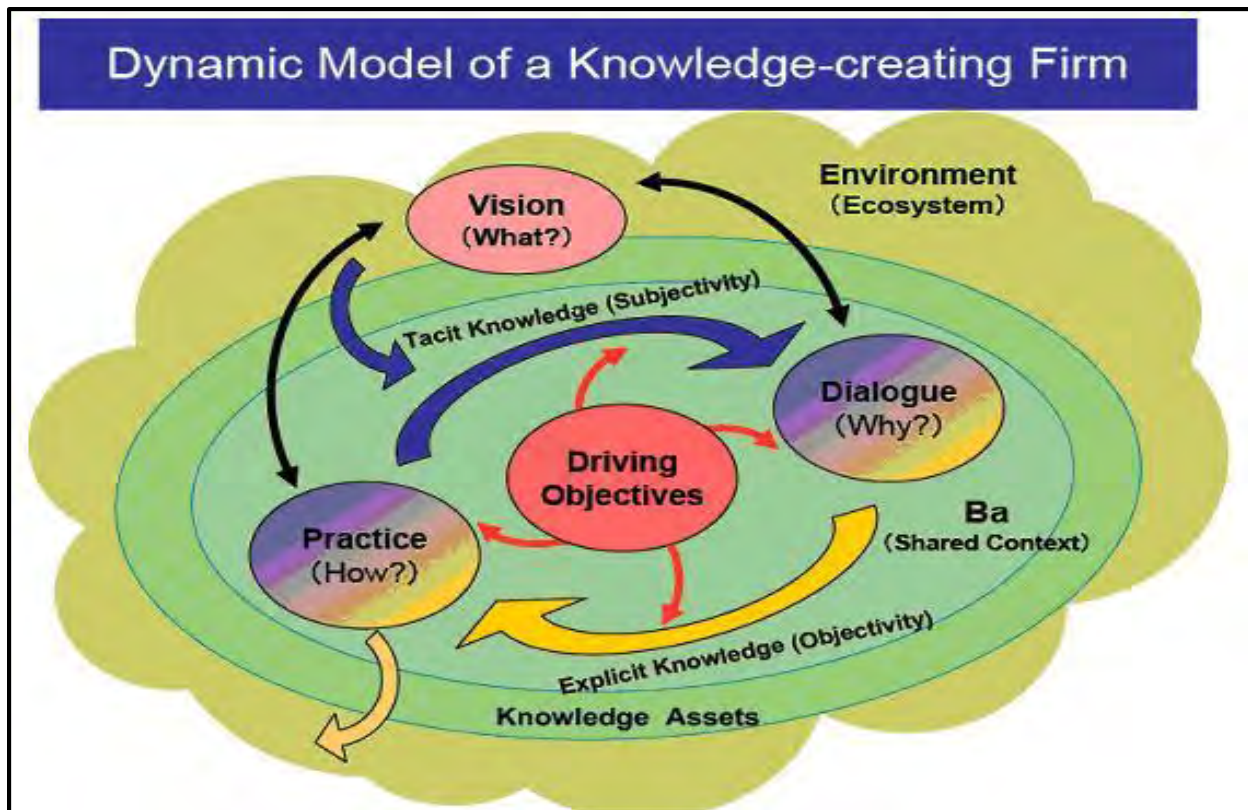 Dynamic Model of a Knowledge-creating Firm
Environment
(Ecosystem)
Vision
(What?)
Tacit Knowledge (Subjectivity)
Dialogue
(Why?)
Driving
Objectives
Ba
(Shared Context)
Practice
(How?)
Explicit Knowledge (Objectivity)
Knowledge Assets